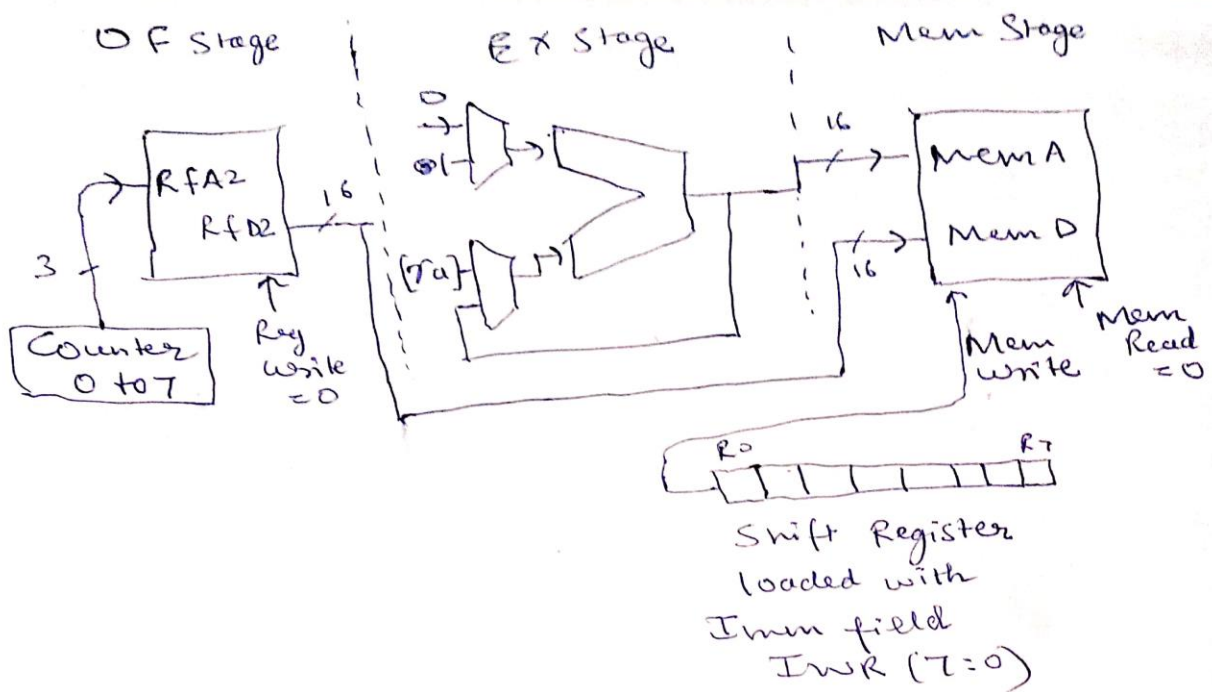 OF Stage
EX Stage
Mem Stage
RfA2
RfD2
16
3
Counter
0 to 7
Reg
write
=0
0
1
[ra]
16
16
Mem A
Mem D
Mem
write
Mem
Read
=0
R0
R7
Shift Register
loaded with
Imm field
(7:0)